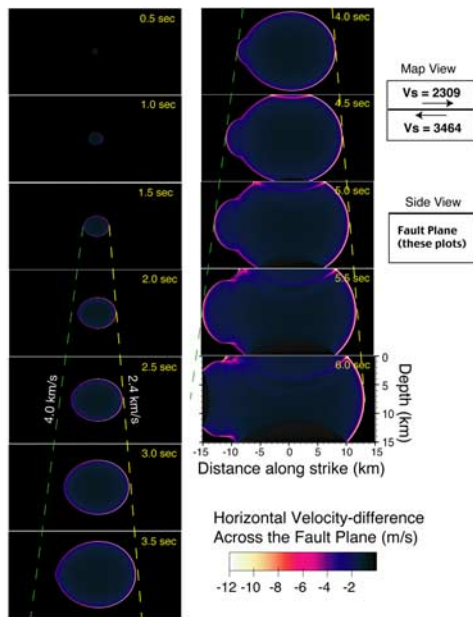 0.5 sec
1.0 sec
1.5 sec
2.0 sec
2.5 sec
3.0 sec
3.5 sec
4.0 km/s
2.4 km/s
4.0 sec
4.5 sec
5.0 sec
5.5 sec
6.0 sec
0
5
10
15
Depth (km)
-15 -10 -5 0 5 10 15
Distance along strike (km)
Map View
Vs = 2309
Vs = 3464
Side View
Fault Plane
(these plots)
Horizontal Velocity-difference
Across the Fault Plane (m/s)
-12 -10 -8 -6 -4 -2